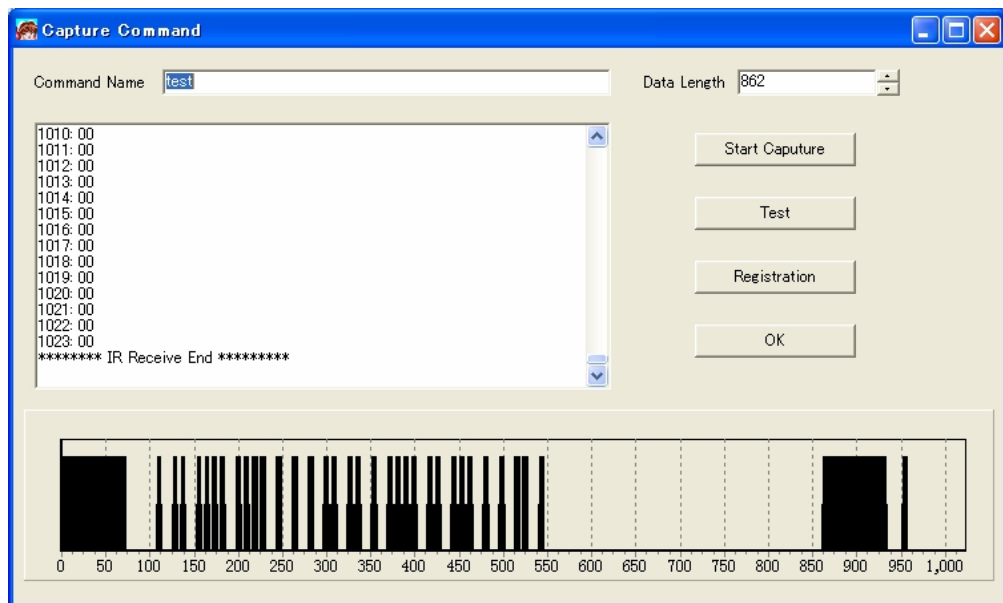 Capture Command
Command Name
test
Data Length
862
1010: 00
1011: 00
1012: 00
1013: 00
1014: 00
1015: 00
1016: 00
1017: 00
1018: 00
1019: 00
1020: 00
1021: 00
1022: 00
1023: 00
******** IR Receive End *********
Start Caputure
Test
Registration
OK
0 50 100 150 200 250 300 350 400 450 500 550 600 650 700 750 800 850 900 950 1,000